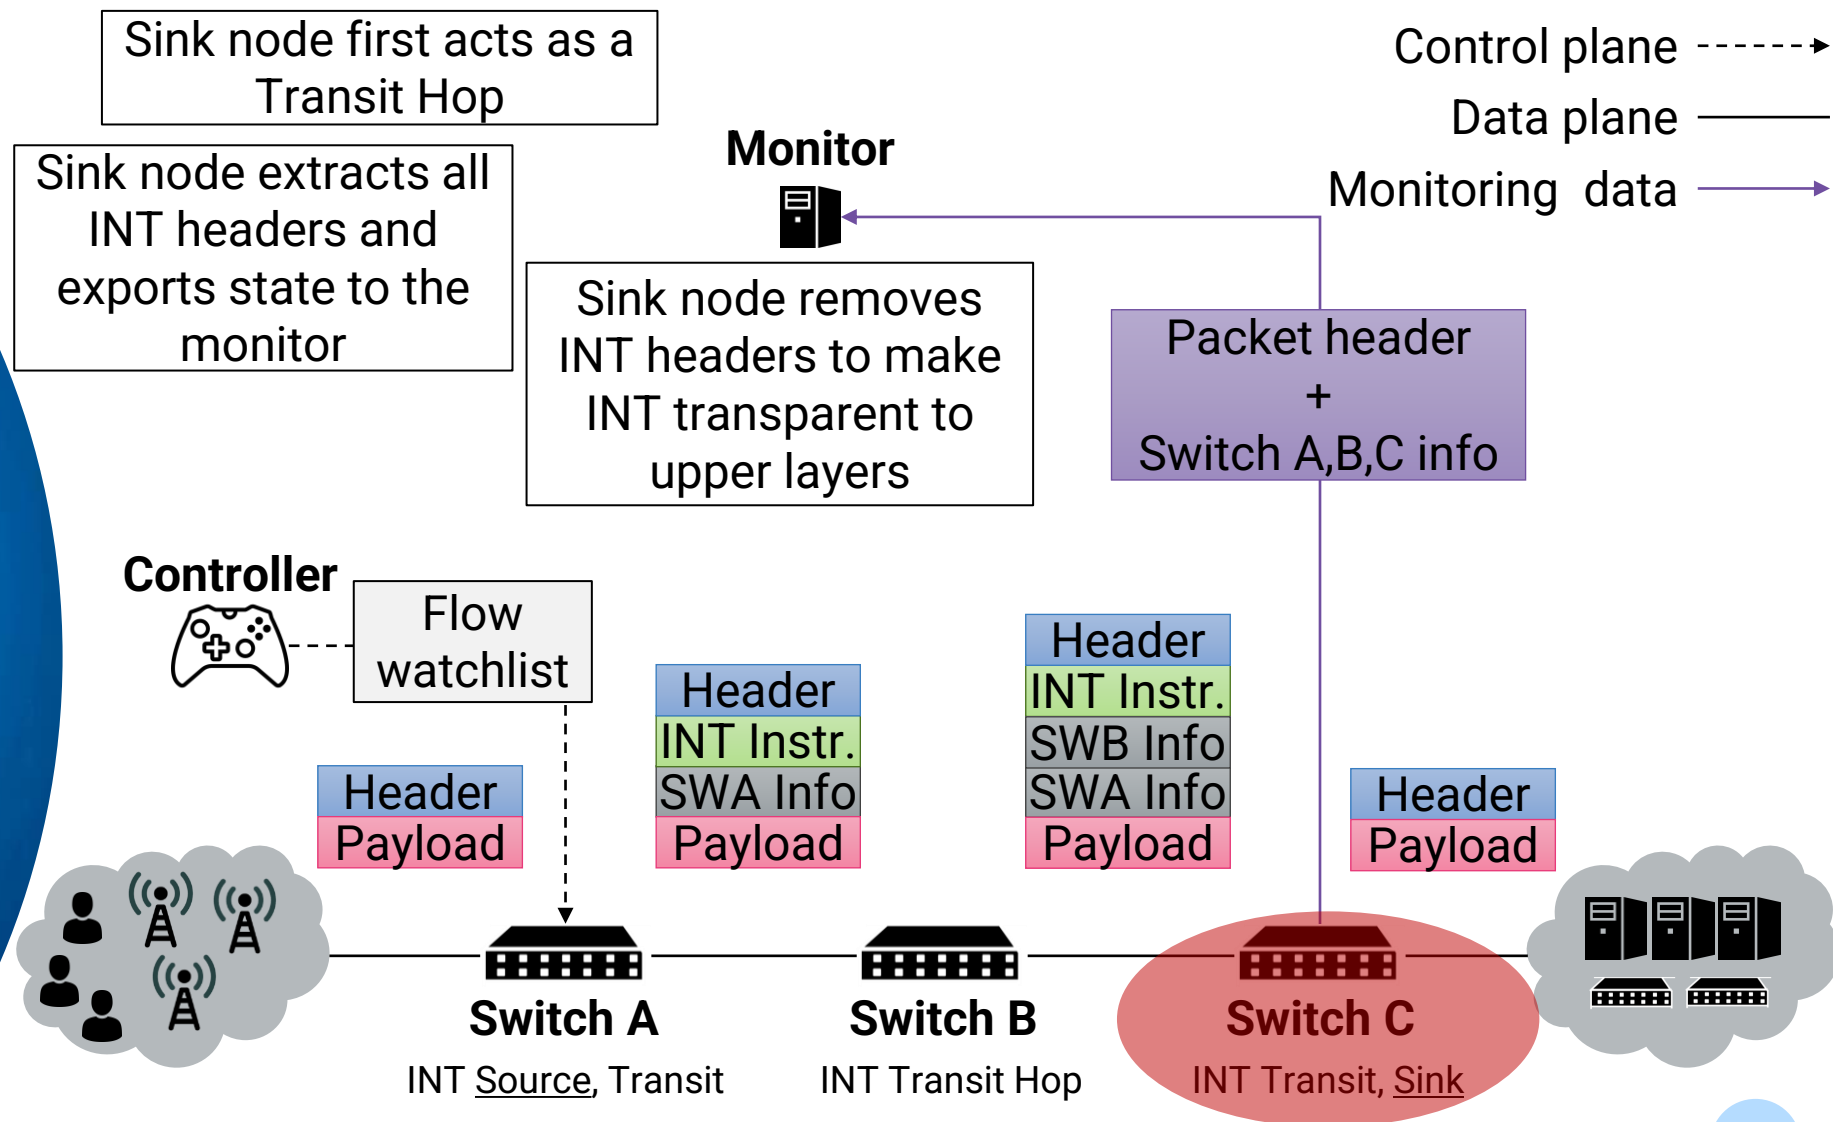 Sink node first acts as a
Transit Hop
Sink node extracts all
INT headers and
exports state to the
monitor
Monitor
Sink node removes
INT headers to make
INT transparent to
upper layers
Control plane
Data plane
Monitoring data
Packet header
+
Switch A,B,C info
Controller
Flow
watchlist
Header
Payload
Header
INT Instr.
SWA Info
Payload
Header
INT Instr.
SWB Info
SWA Info
Payload
Header
Payload
Switch A
INT Source, Transit
Switch B
INT Transit Hop
Switch C
INT Transit, Sink